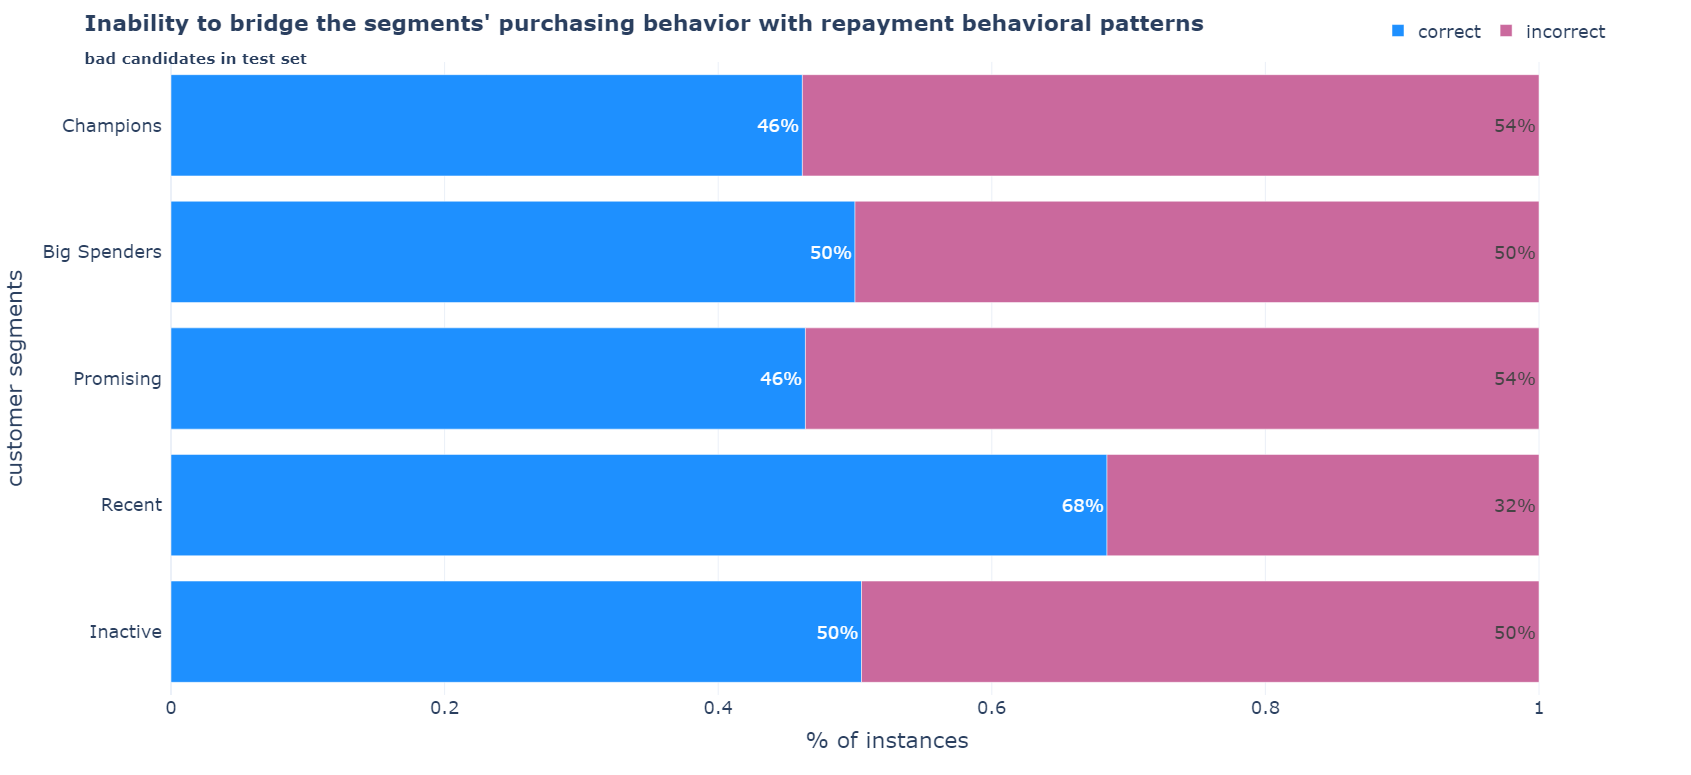 Inability to bridge the segments' purchasing behavior with repayment behavioral patterns
bad candidates in test set
correct
incorrect
customer segments
Champions
46%
54%
Big Spenders
50%
50%
Promising
46%
54%
Recent
68%
32%
Inactive
50%
50%
0
0.2
0.4
0.6
0.8
1
% of instances